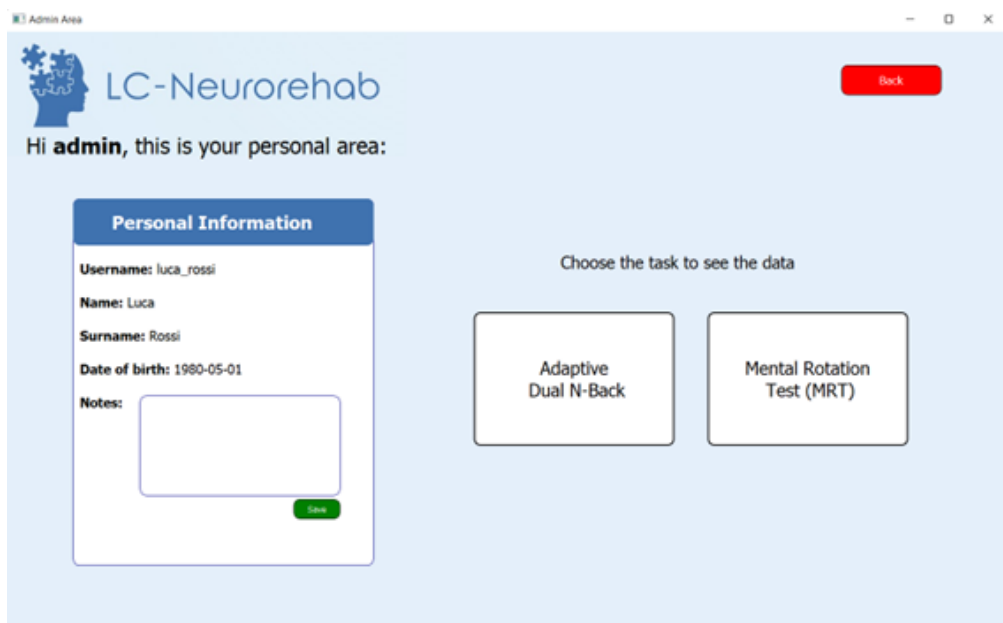 Admin Area
LC-Neurorehab
Back
Hi admin, this is your personal area:
Personal Information
Username: luca_rossi
Name: Luca
Surname: Rossi
Date of birth: 1980-05-01
Notes:
Save
Choose the task to see the data
Adaptive
Dual N-Back
Mental Rotation
Test (MRT)